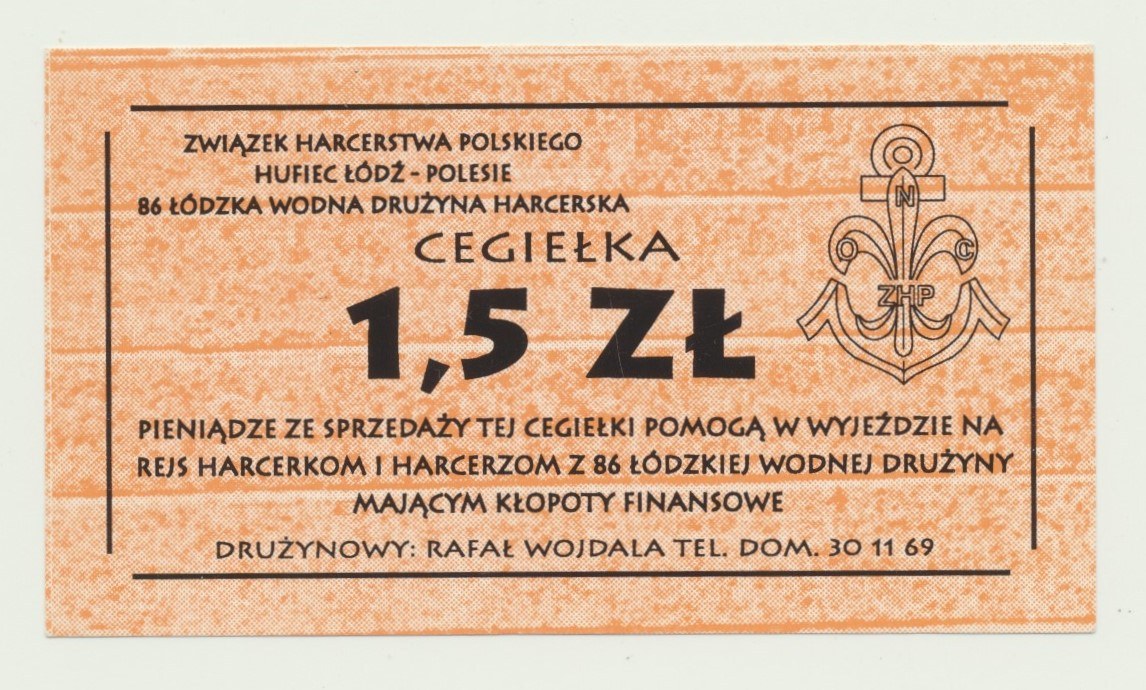 ZWIĄZEK HARCERSTWA POLSKIEGO
HUFIEC ŁÓDŹ - POLESIE
86 ŁÓDZKA WODNA DRUŻYNA HARCERSKA
CEGIEŁKA
1,5 ZŁ
N
O C
ZHP
PIENIĄDZE ZE SPRZEDAŻY TEJ CEGIEŁKI POMOGĄ W WYJEŹDZIE NA
REJS HARCERKOM I HARCERZOM Z 86 ŁÓDZKIEJ WODNEJ DRUŻYNY
MAJĄCYM KŁOPOTY FINANSOWE
DRUŻYNOWY: RAFAŁ WOJDALA TEL. DOM. 30 11 69